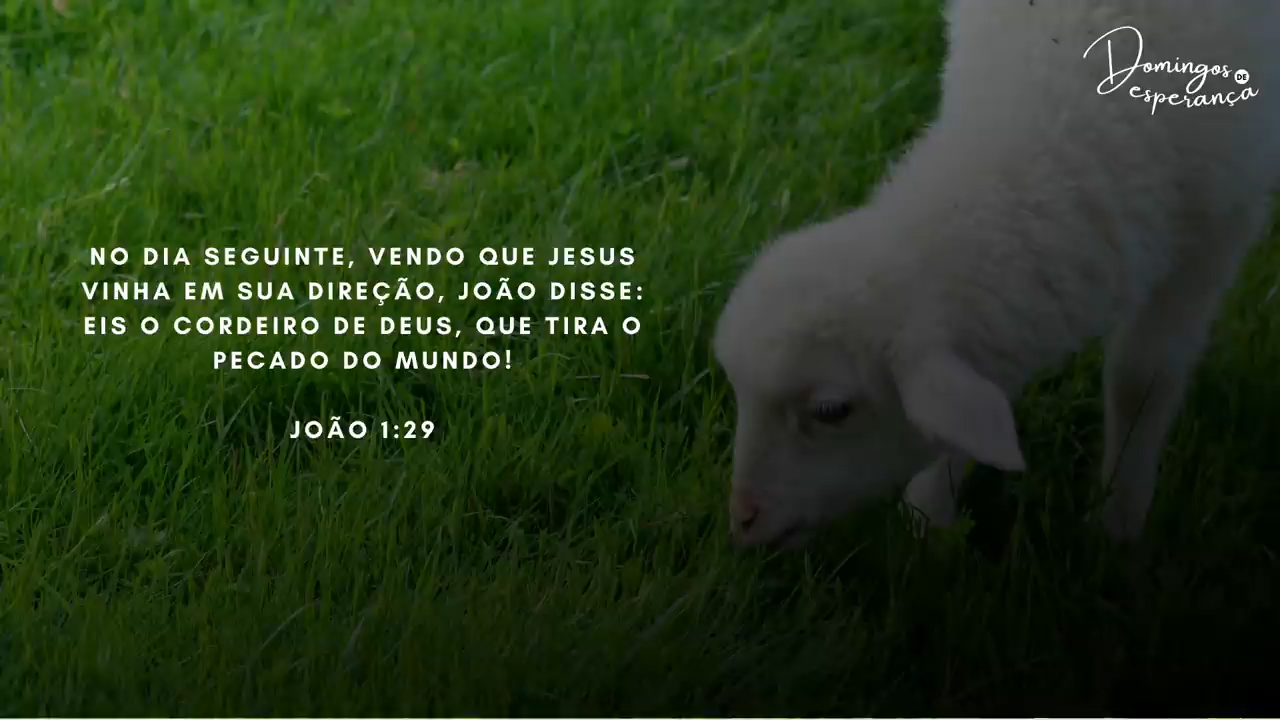 Domingos
DE
esperança
NO DIA SEGUINTE, VENDO QUE JESUS
VINHA EM SUA DIREÇÃO, JOÃO DISSE:
EIS O CORDEIRO DE DEUS, QUE TIRA O
PECADO DO MUNDO!
JOÃO 1:29